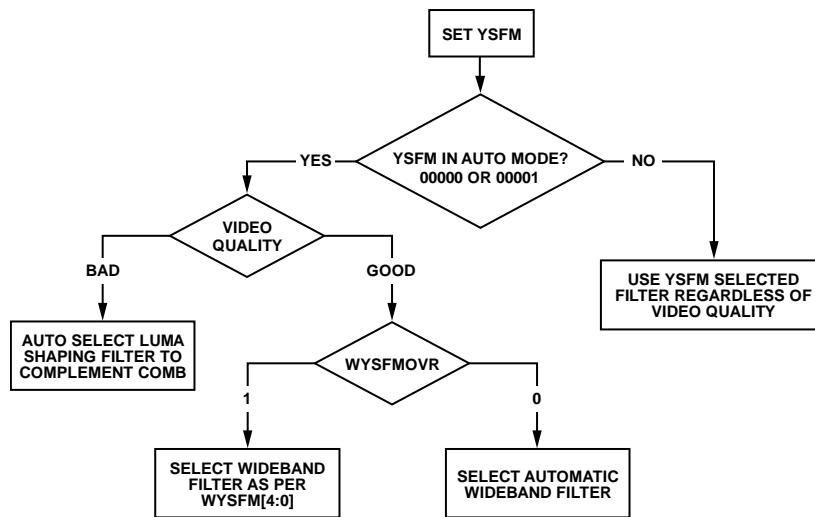 SET YSFM
YSFM IN AUTO MODE?
00000 OR 00001
YES
NO
VIDEO
QUALITY
BAD
GOOD
USE YSFM SELECTED
FILTER REGARDLESS OF
VIDEO QUALITY
AUTO SELECT LUMA
SHAPING FILTER TO
COMPLEMENT COMB
WYSFMOVR
1
0
SELECT WIDEBAND
FILTER AS PER
WYSFM[4:0]
SELECT AUTOMATIC
WIDEBAND FILTER